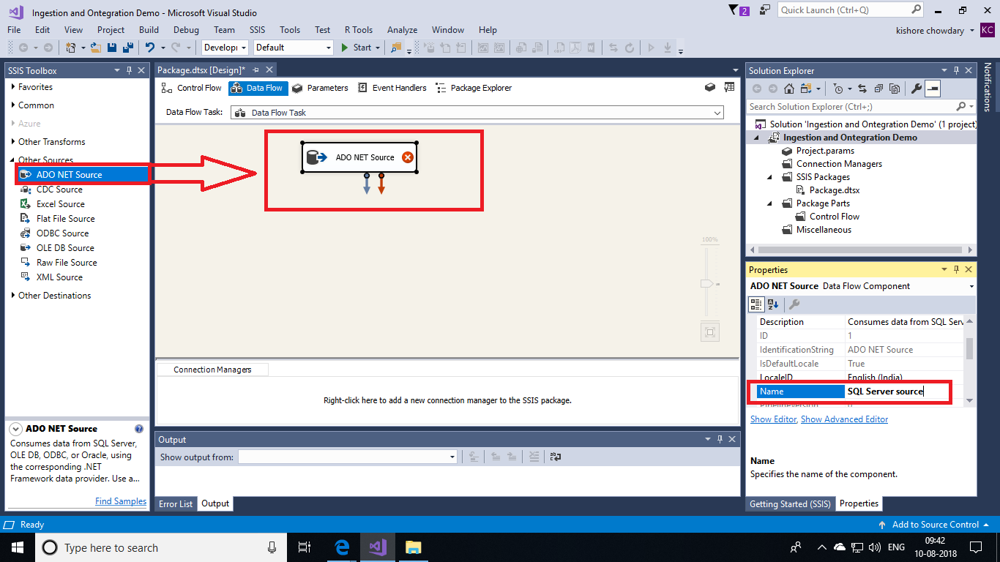 Ingestion and Ontegration Demo - Microsoft Visual Studio
2
Quick Launch (Ctrl+Q)
File Edit View Project Build Debug Team SSIS Tools Test R Tools Analyze Window Help
kishore chowdary
KC
Developı
Default
Start
SSIS Toolbox
Favorites
Common
Azure
Other Transforms
Other Sources
ADO NET Source
CDC Source
Excel Source
Flat File Source
ODBC Source
OLE DB Source
Raw File Source
XML Source
Other Destinations
ADO NET Source
Consumes data from SQL Server,
OLE DB, ODBC, or Oracle, using
the corresponding .NET
Framework data provider. Use a...
Find Samples
Package.dtsx [Design]*
Control Flow Data Flow Parameters Event Handlers Package Explorer
Data Flow Task: Data Flow Task
ADO NET Source
100%
Connection Managers
Right-click here to add a new connection manager to the SSIS package.
Output
Show output from:
Error List Output
Solution Explorer
Search Solution Explorer (Ctrl+;)
Solution 'Ingestion and Ontegration Demo' (1 project)
Ingestion and Ontegration Demo
Project.params
Connection Managers
SSIS Packages
Package.dtsx
Package Parts
Control Flow
Miscellaneous
Properties
ADO NET Source Data Flow Component
Description Consumes data from SQL Serv
ID 1
IdentificationString ADO NET Source
IsDefaultLocale True
LocaleID English (India)
Name SQL Server source
PipelineVersion 0
Show Editor, Show Advanced Editor
Name
Specifies the name of the component.
Getting Started (SSIS) Properties
Notifications
Ready
Add to Source Control
Type here to search
ENG
09:42
10-08-2018